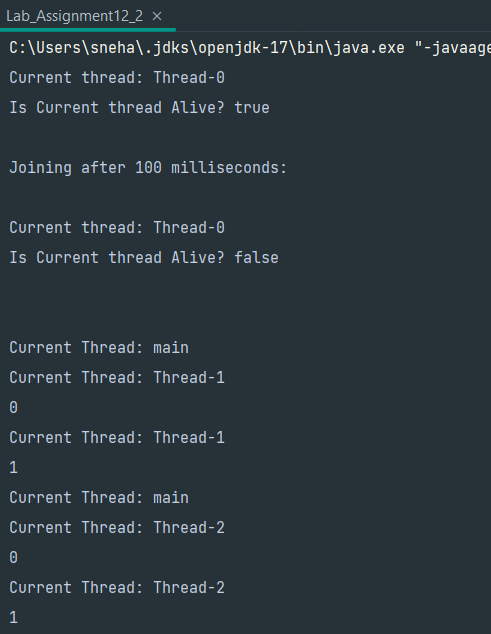 Lab_Assignment12_2 ×
C:\Users\sneha\.jdks\openjdk-17\bin\java.exe "-javaage
Current thread: Thread-0
Is Current thread Alive? true
Joining after 100 milliseconds:
Current thread: Thread-0
Is Current thread Alive? false
Current Thread: main
Current Thread: Thread-1
0
Current Thread: Thread-1
1
Current Thread: main
Current Thread: Thread-2
0
Current Thread: Thread-2
1